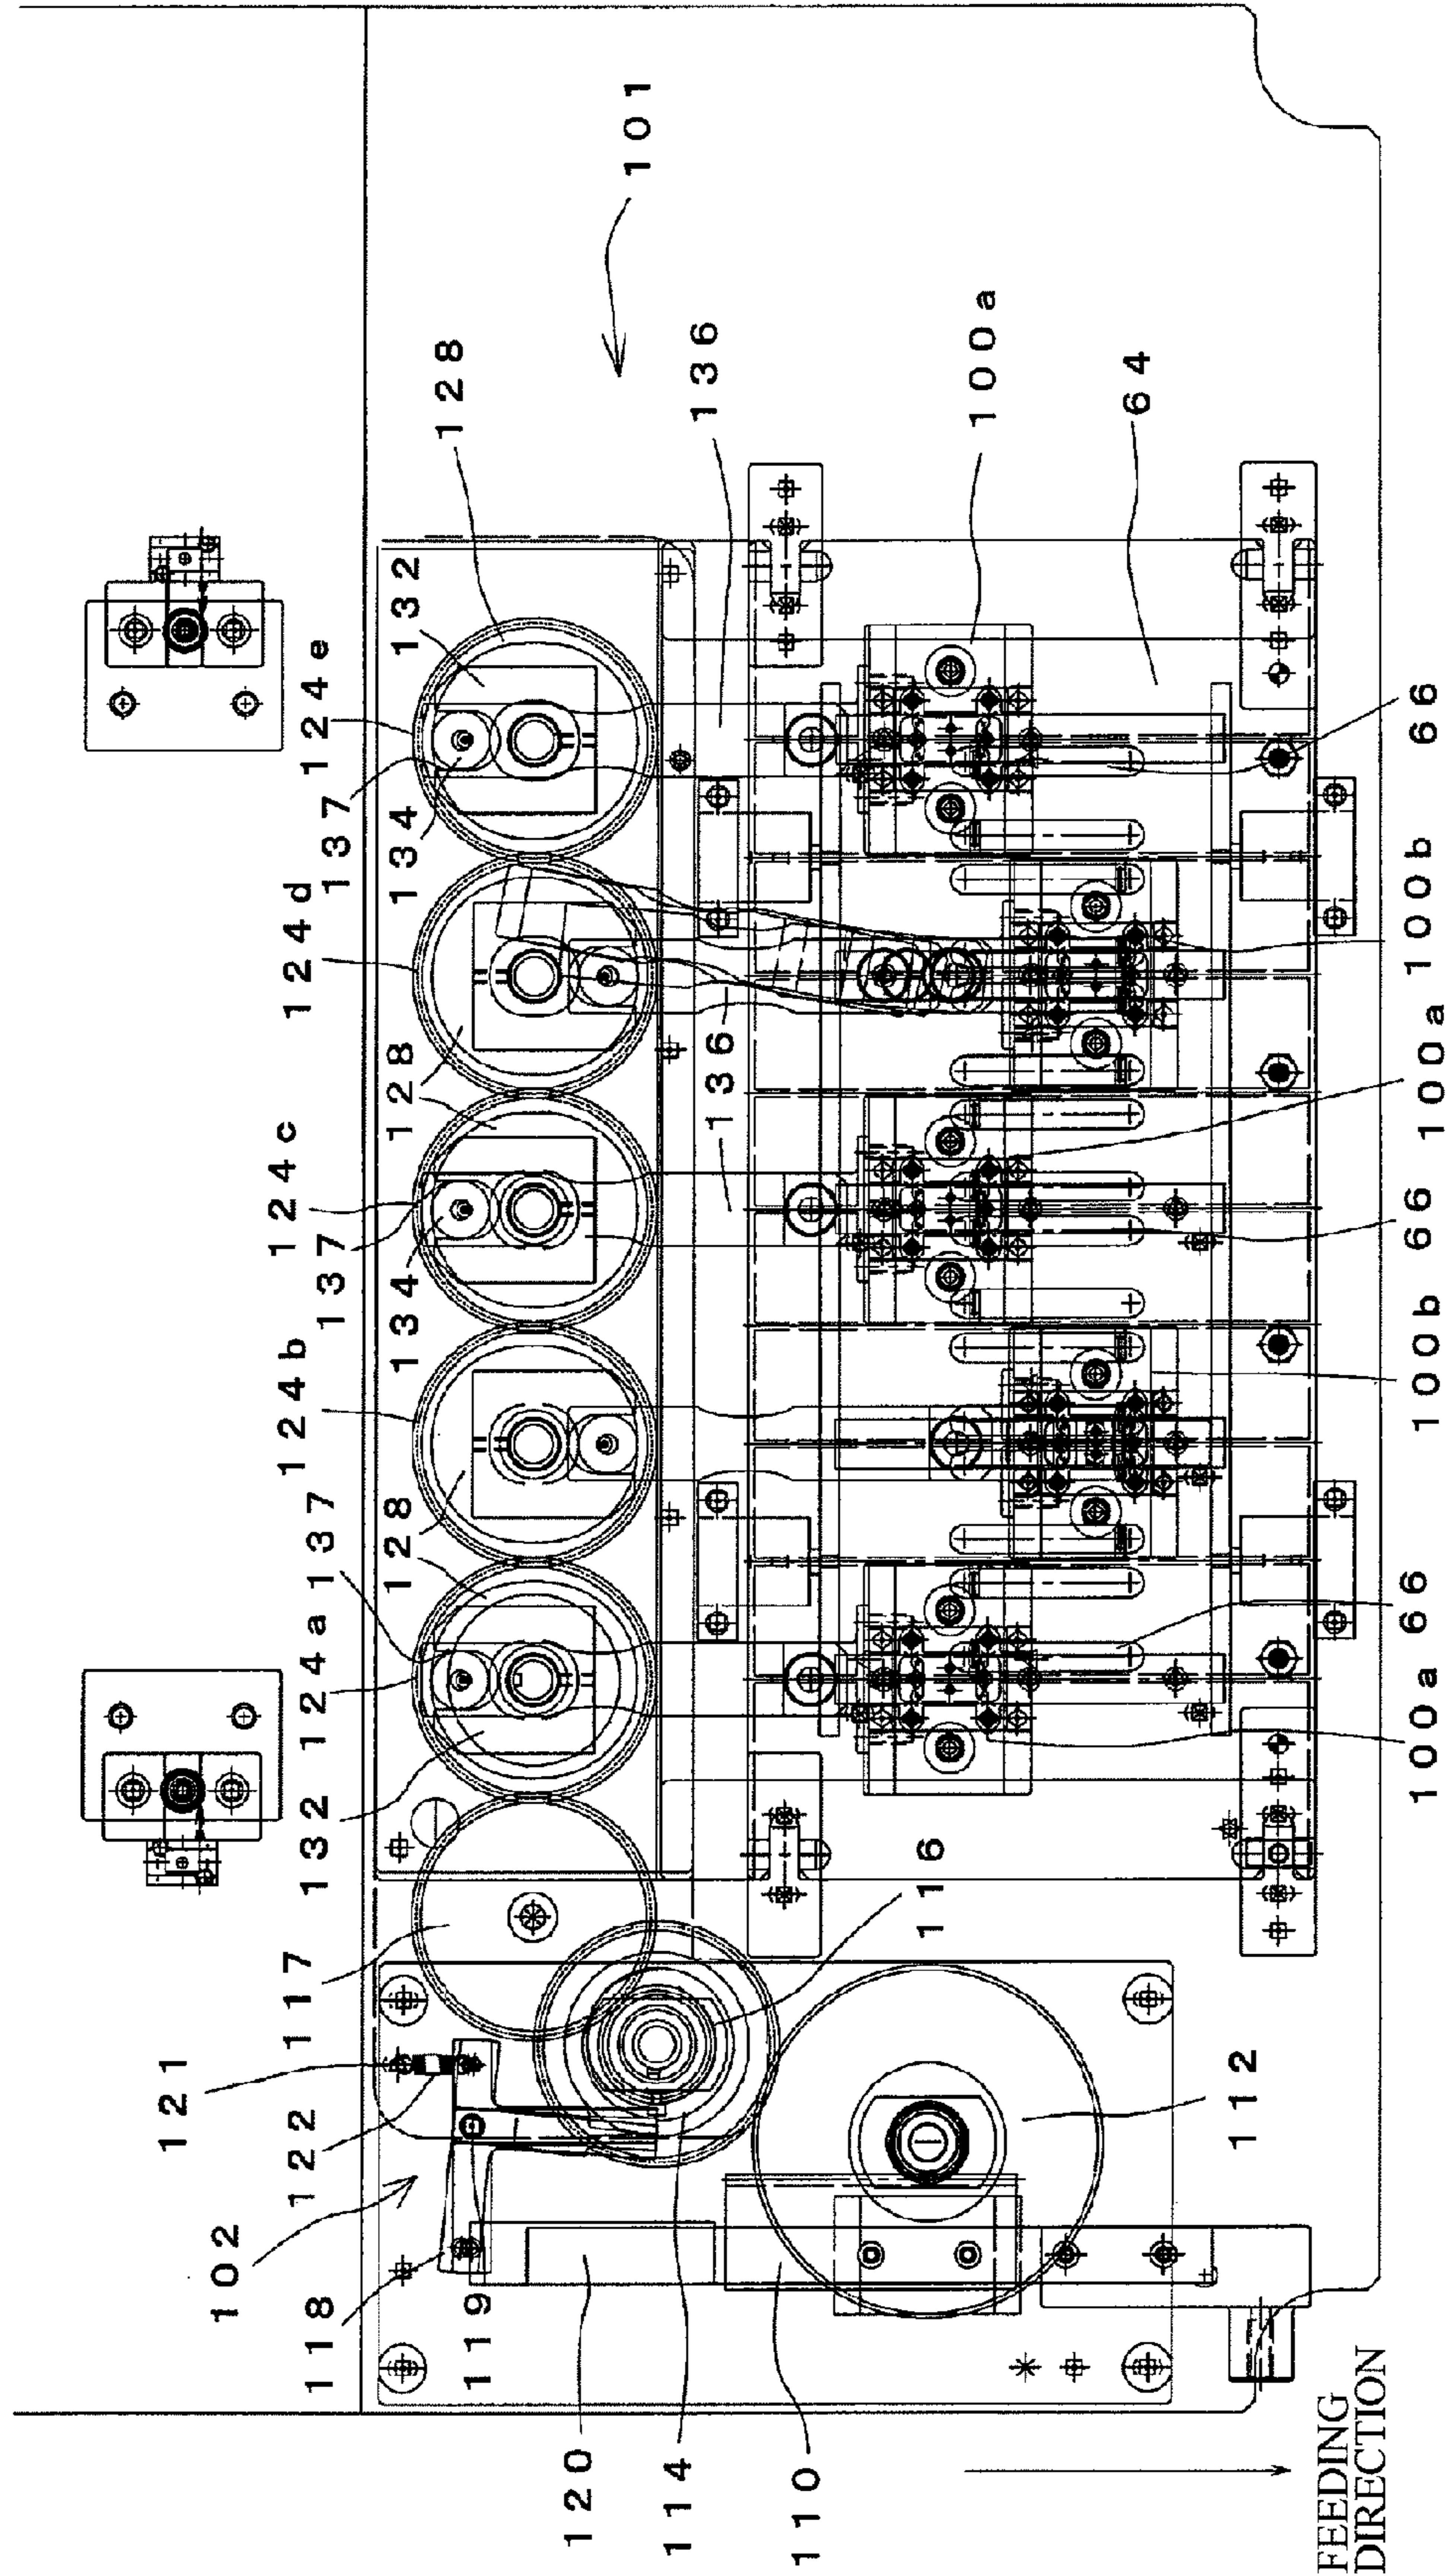 121
102
118 122 117 132 124a 137 124b 137 124c 124d 137 124e
128 134 128 134 132
128
119
120
101
114
136 136
110
116
100a
64
112
FEEDING
DIRECTION
100a 66 100b 66 100a 100b 66